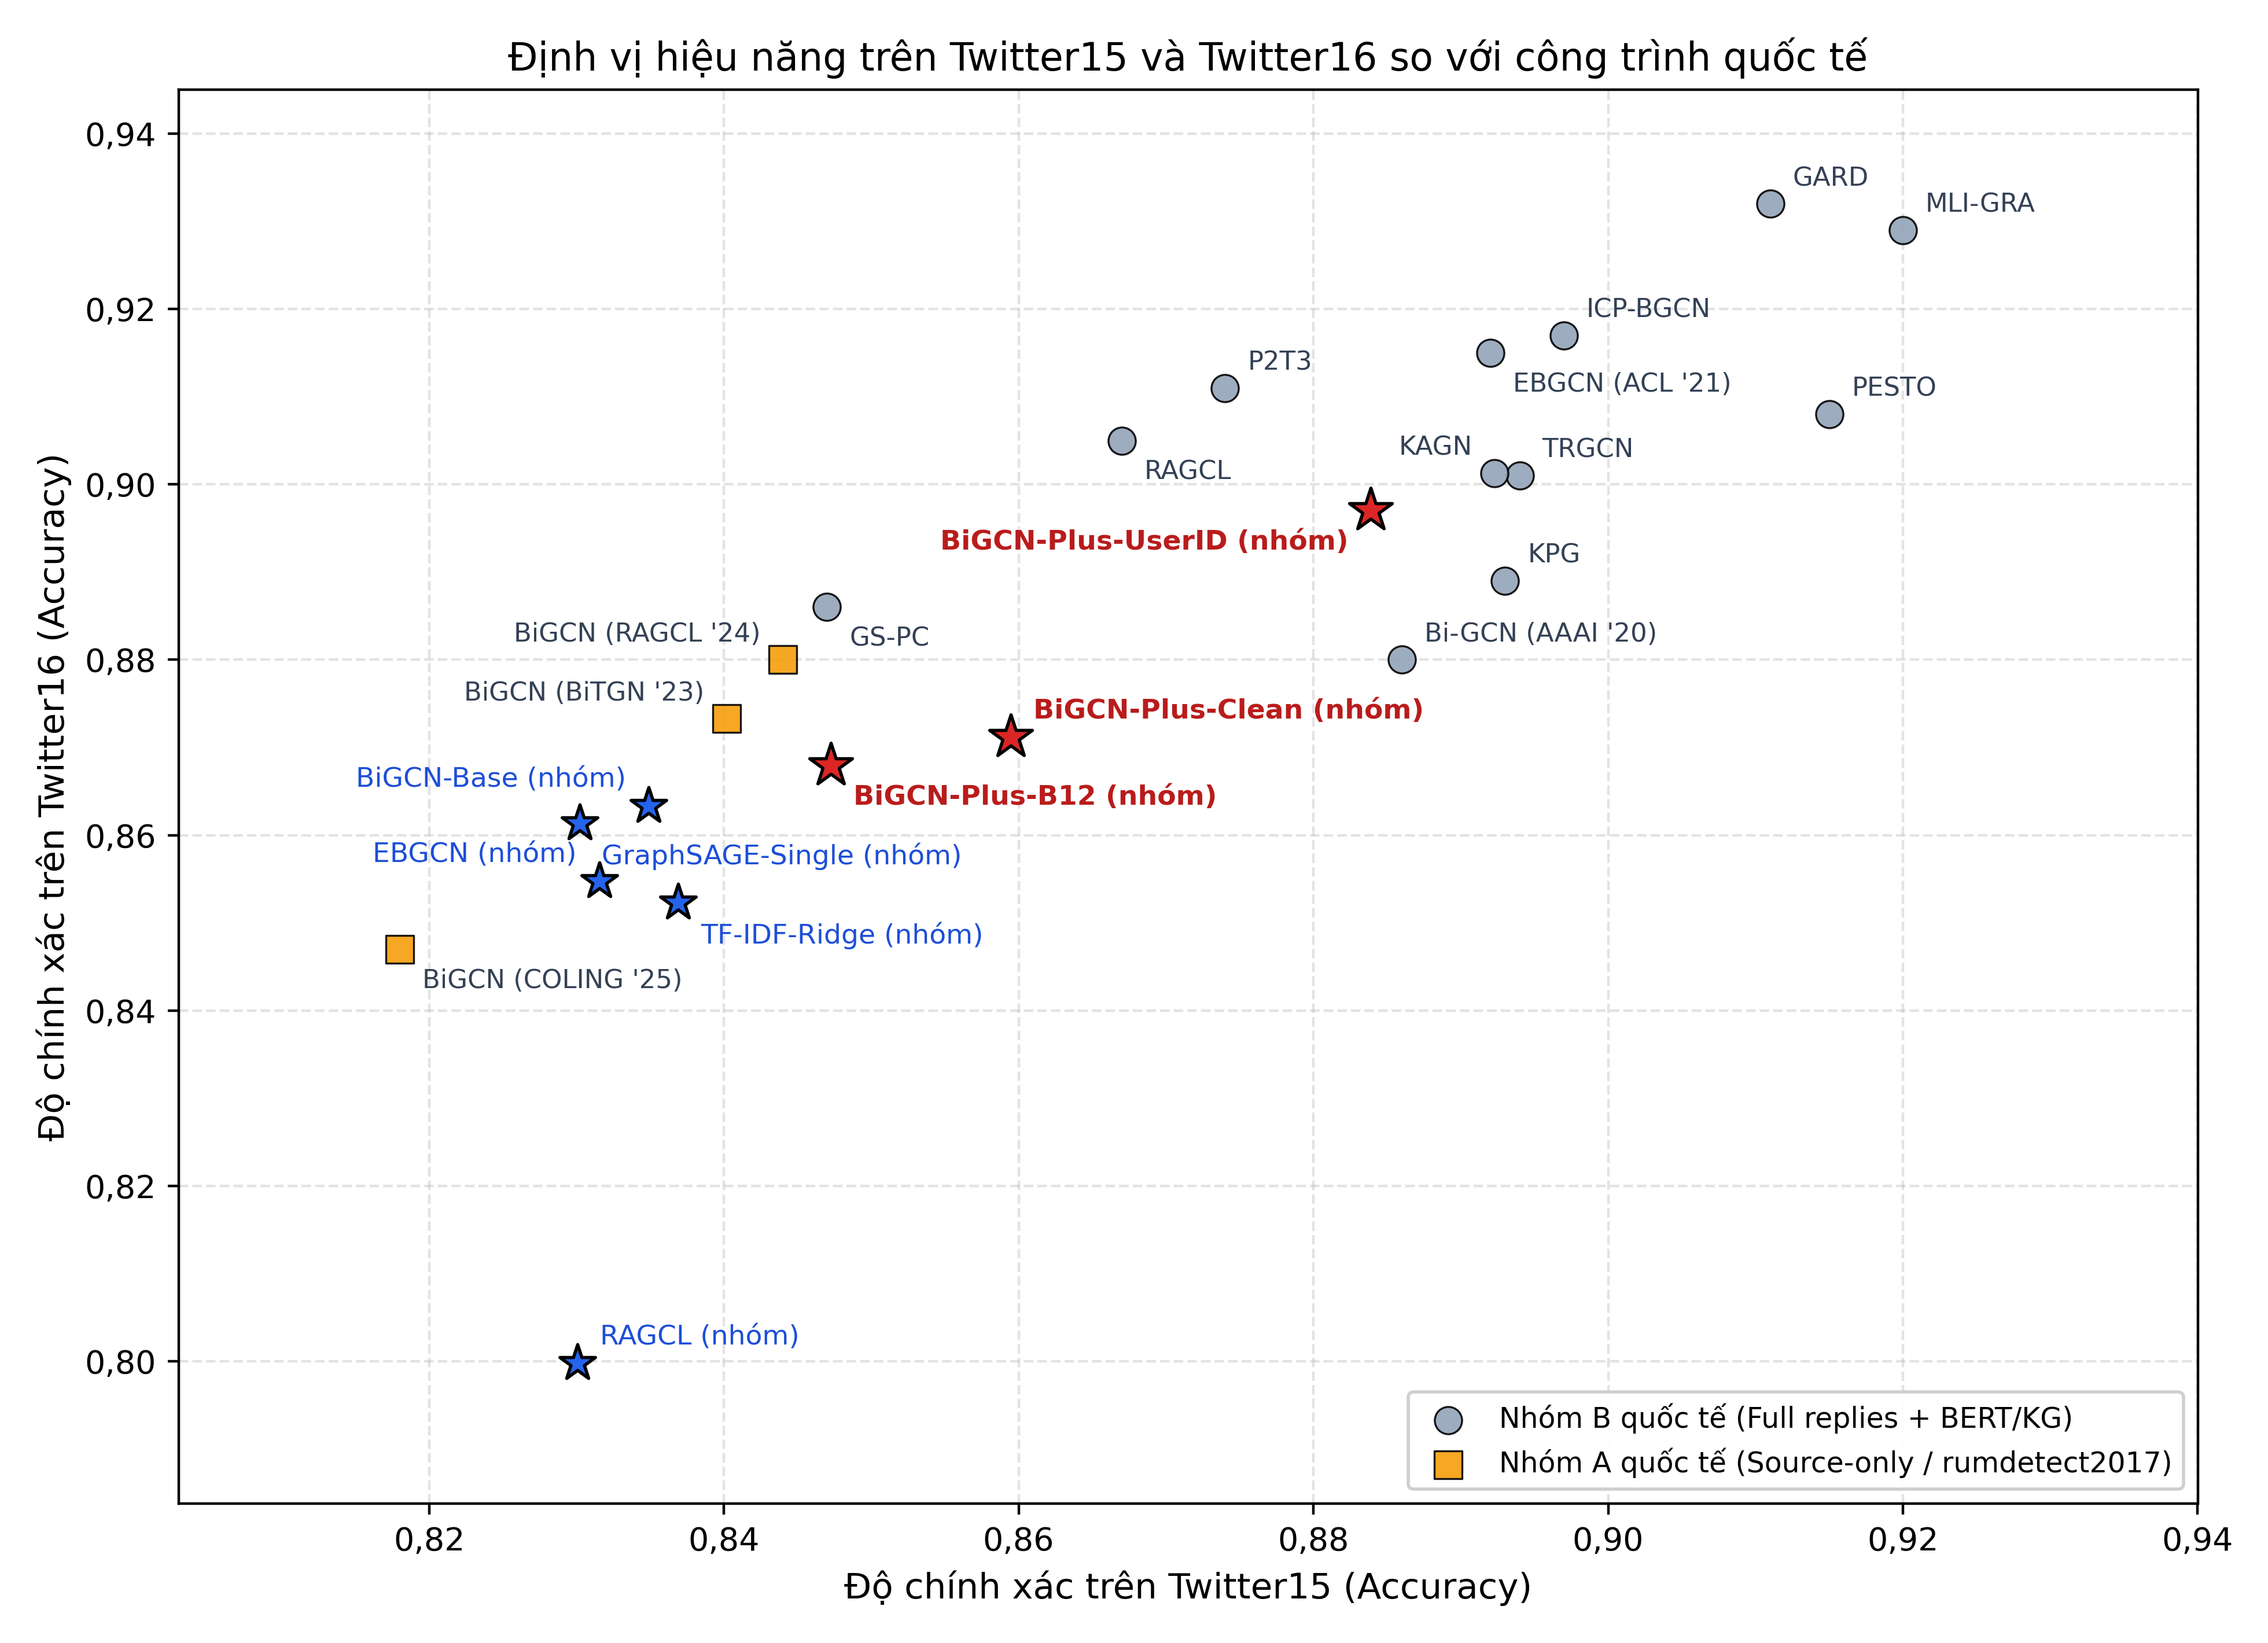 Định vị hiệu năng trên Twitter15 và Twitter16 so với công trình quốc tế
Độ chính xác trên Twitter16 (Accuracy)
0,94
0,92
0,90
0,88
0,86
0,84
0,82
0,80
GARD
MLI-GRA
ICP-BGCN
P2T3
EBGCN (ACL '21)
PESTO
KAGN
TRGCN
RAGCL
BiGCN-Plus-UserID (nhóm)
KPG
BiGCN (RAGCL '24)
GS-PC
Bi-GCN (AAAI '20)
BiGCN (BiTGN '23)
BiGCN-Plus-Clean (nhóm)
BiGCN-Base (nhóm)
BiGCN-Plus-B12 (nhóm)
EBGCN (nhóm)
GraphSAGE-Single (nhóm)
TF-IDF-Ridge (nhóm)
BiGCN (COLING '25)
RAGCL (nhóm)
Nhóm B quốc tế (Full replies + BERT/KG)
Nhóm A quốc tế (Source-only / rumdetect2017)
0,82
0,84
0,86
0,88
0,90
0,92
0,94
Độ chính xác trên Twitter15 (Accuracy)